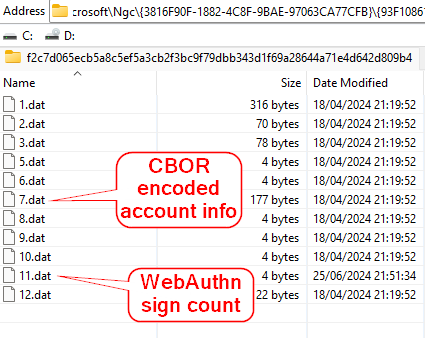 Address crosoft\Ngc\{3816F90F-1882-4C8F-9BAE-97063CA77CFB}\{93F10861
C: D:
f2c7d065ecb5a8c5ef5a3cb2f3bc9f79dbb343d1f69a28644a71e4d642d809b4
Name Size Date Modified
1.dat 316 bytes 18/04/2024 21:19:52
2.dat 70 bytes 18/04/2024 21:19:52
3.dat 78 bytes 18/04/2024 21:19:52
5.dat 4 bytes 18/04/2024 21:19:52
6.dat 4 bytes 18/04/2024 21:19:52
7.dat 177 bytes 18/04/2024 21:19:52
8.dat 4 bytes 18/04/2024 21:19:52
9.dat 4 bytes 18/04/2024 21:19:52
10.dat 4 bytes 18/04/2024 21:19:52
11.dat 4 bytes 25/06/2024 21:51:34
12.dat 22 bytes 18/04/2024 21:19:52
CBOR
encoded
account info
WebAuthn
sign count